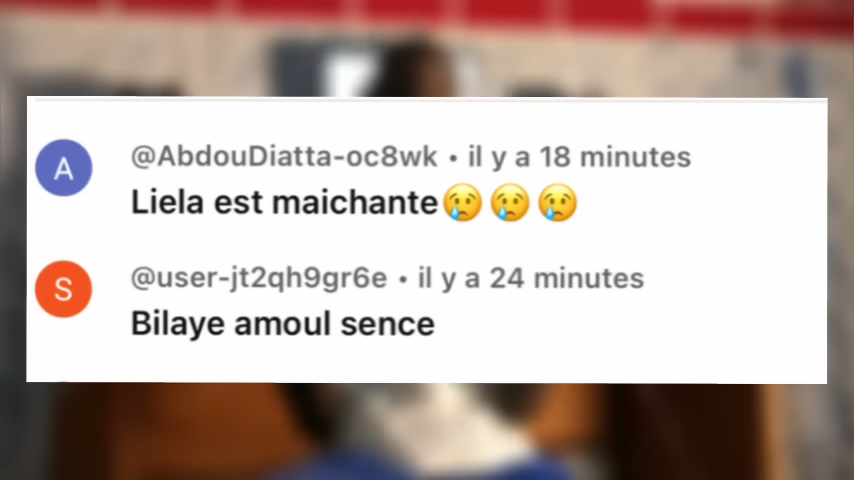 A
@AbdouDiatta-oc8wk • il y a 18 minutes
Liela est maichante😢😢😢
S
@user-jt2qh9gr6e • il y a 24 minutes
Bilaye amoul sence